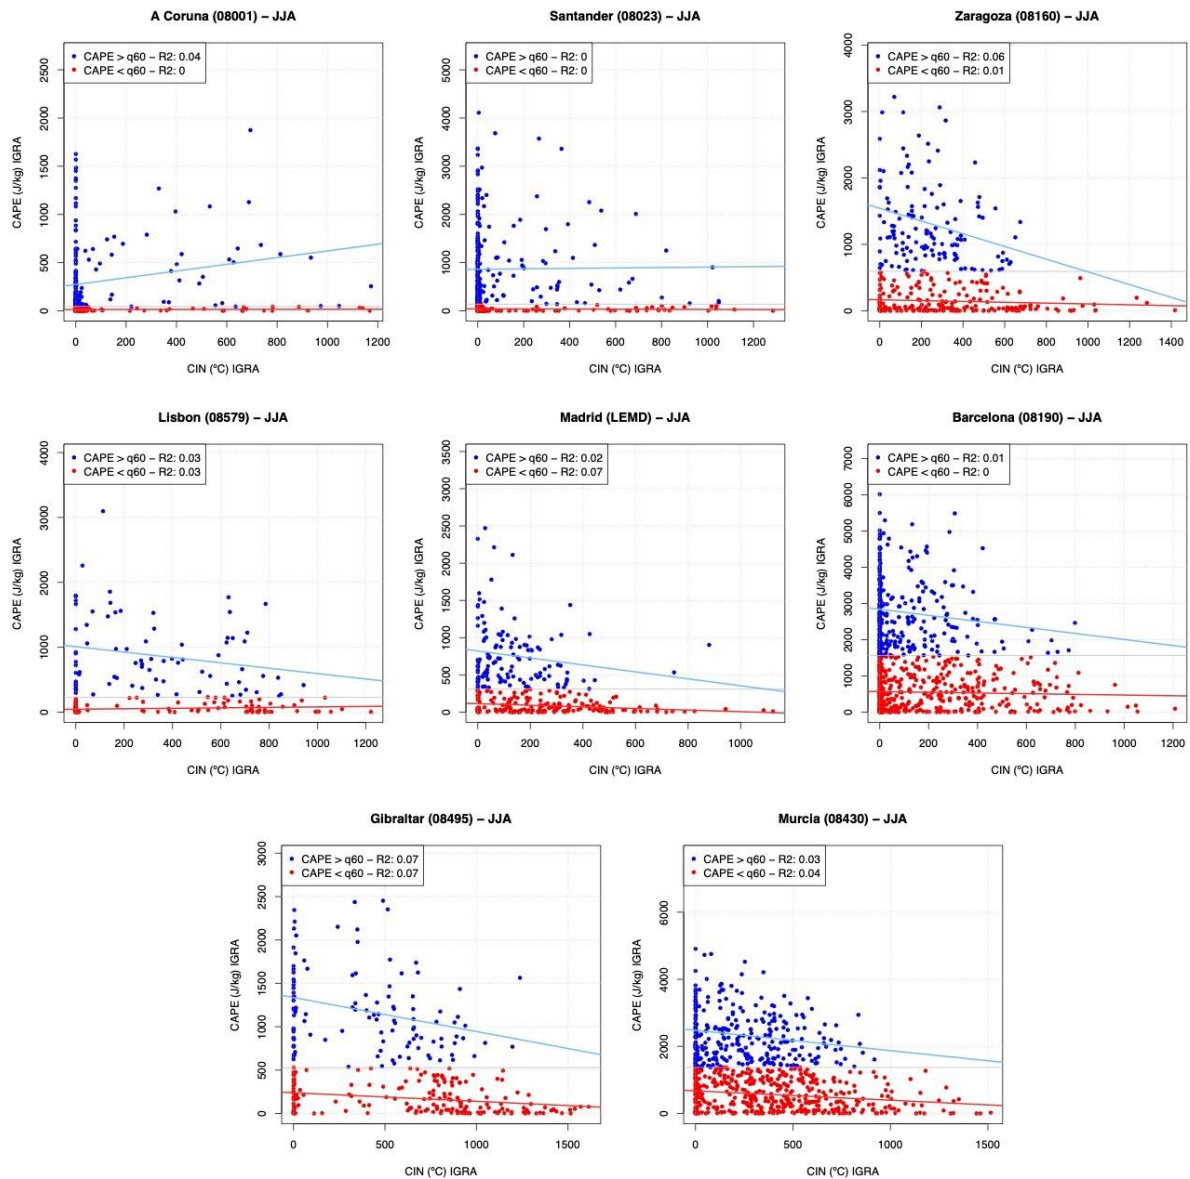 A Coruna (08001) – JJA
CAPE > q60 – R2: 0.04
CAPE < q60 – R2: 0
CAPE (J/kg) IGRA
0 500 1000 1500 2000 2500
0 200 400 600 800 1000 1200
CIN (ºC) IGRA
Santander (08023) – JJA
CAPE > q60 – R2: 0
CAPE < q60 – R2: 0
CAPE (J/kg) IGRA
0 1000 2000 3000 4000 5000
0 200 400 600 800 1000 1200
CIN (ºC) IGRA
Zaragoza (08160) – JJA
CAPE > q60 – R2: 0.06
CAPE < q60 – R2: 0.01
CAPE (J/kg) IGRA
0 1000 2000 3000 4000
0 200 400 600 800 1000 1200 1400
CIN (ºC) IGRA
Lisbon (08579) – JJA
CAPE > q60 – R2: 0.03
CAPE < q60 – R2: 0.03
CAPE (J/kg) IGRA
0 1000 2000 3000 4000
0 200 400 600 800 1000 1200
CIN (ºC) IGRA
Madrid (LEMD) – JJA
CAPE > q60 – R2: 0.02
CAPE < q60 – R2: 0.07
CAPE (J/kg) IGRA
0 500 1000 1500 2000 2500 3000 3500
0 200 400 600 800 1000
CIN (ºC) IGRA
Barcelona (08190) – JJA
CAPE > q60 – R2: 0.01
CAPE < q60 – R2: 0
CAPE (J/kg) IGRA
0 1000 2000 3000 4000 5000 6000 7000
0 200 400 600 800 1000 1200
CIN (ºC) IGRA
Gibraltar (08495) – JJA
CAPE > q60 – R2: 0.07
CAPE < q60 – R2: 0.07
CAPE (J/kg) IGRA
0 500 1000 1500 2000 2500 3000
0 500 1000 1500
CIN (ºC) IGRA
Murcia (08430) – JJA
CAPE > q60 – R2: 0.03
CAPE < q60 – R2: 0.04
CAPE (J/kg) IGRA
0 2000 4000 6000
0 500 1000 1500
CIN (ºC) IGRA